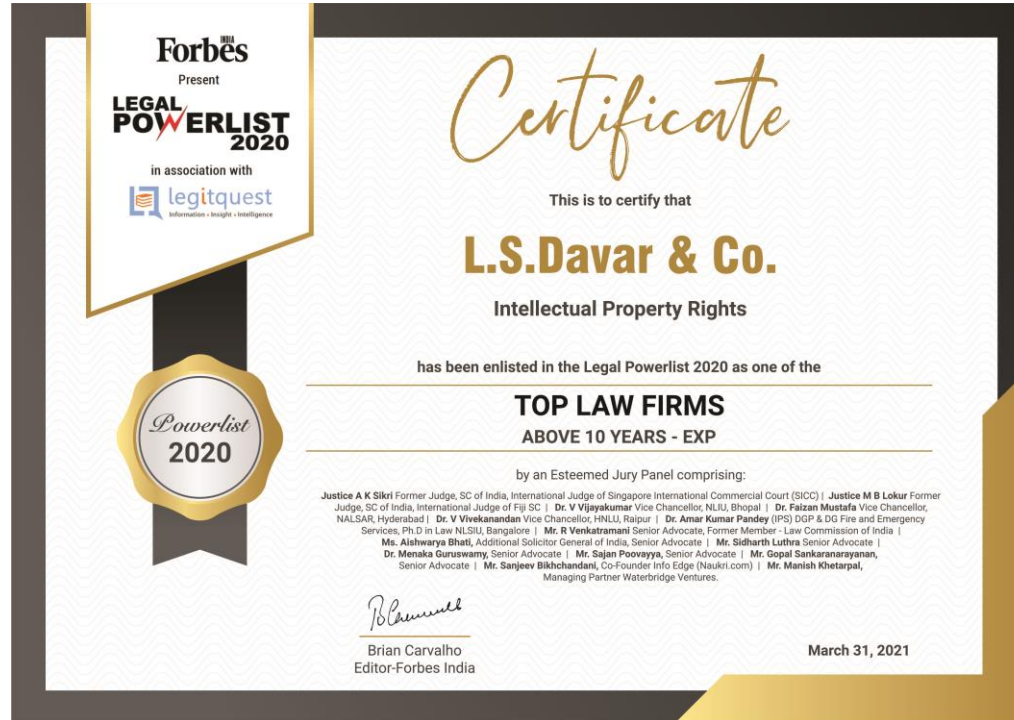 Forbes
INDIA
Present
LEGAL
POWERLIST
2020
in association with
legitquest
Information • Insight • Intelligence
Certificate
This is to certify that
L.S.Davar & Co.
Intellectual Property Rights
has been enlisted in the Legal Powerlist 2020 as one of the
TOP LAW FIRMS
ABOVE 10 YEARS - EXP
Powerlist
2020
by an Esteemed Jury Panel comprising:
Justice A K Sikri Former Judge, SC of India, International Judge of Singapore International Commercial Court (SICC) | Justice M B Lokur Former
Judge, SC of India, International Judge of Fiji SC | Dr. V Vijayakumar Vice Chancellor, NLIU, Bhopal | Dr. Faizan Mustafa Vice Chancellor,
NALSAR, Hyderabad | Dr. V Vivekanandan Vice Chancellor, HNLU, Raipur | Dr. Amar Kumar Pandey (IPS) DGP & DG Fire and Emergency
Services, Ph.D in Law NLSIU, Bangalore | Mr. R Venkatramani Senior Advocate, Former Member - Law Commission of India |
Ms. Aishwarya Bhati, Additional Solicitor General of India, Senior Advocate | Mr. Sidharth Luthra Senior Advocate |
Dr. Menaka Guruswamy, Senior Advocate | Mr. Sajan Poovayya, Senior Advocate | Mr. Gopal Sankaranarayanan,
Senior Advocate | Mr. Sanjeev Bikhchandani, Co-Founder Info Edge (Naukri.com) | Mr. Manish Khetarpal,
Managing Partner Waterbridge Ventures.
Brian Carvalho
Editor-Forbes India
March 31, 2021